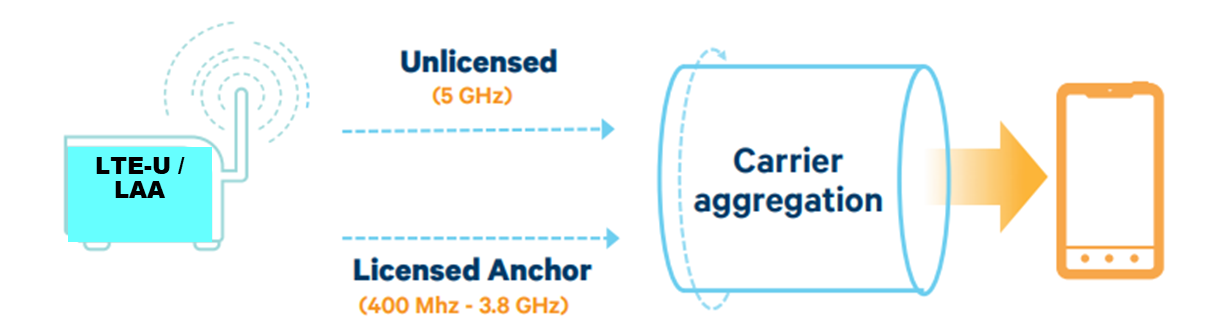 Unlicensed
(5 GHz)
LTE-U /
LAA
Carrier
aggregation
Licensed Anchor
(400 Mhz - 3.8 GHz)